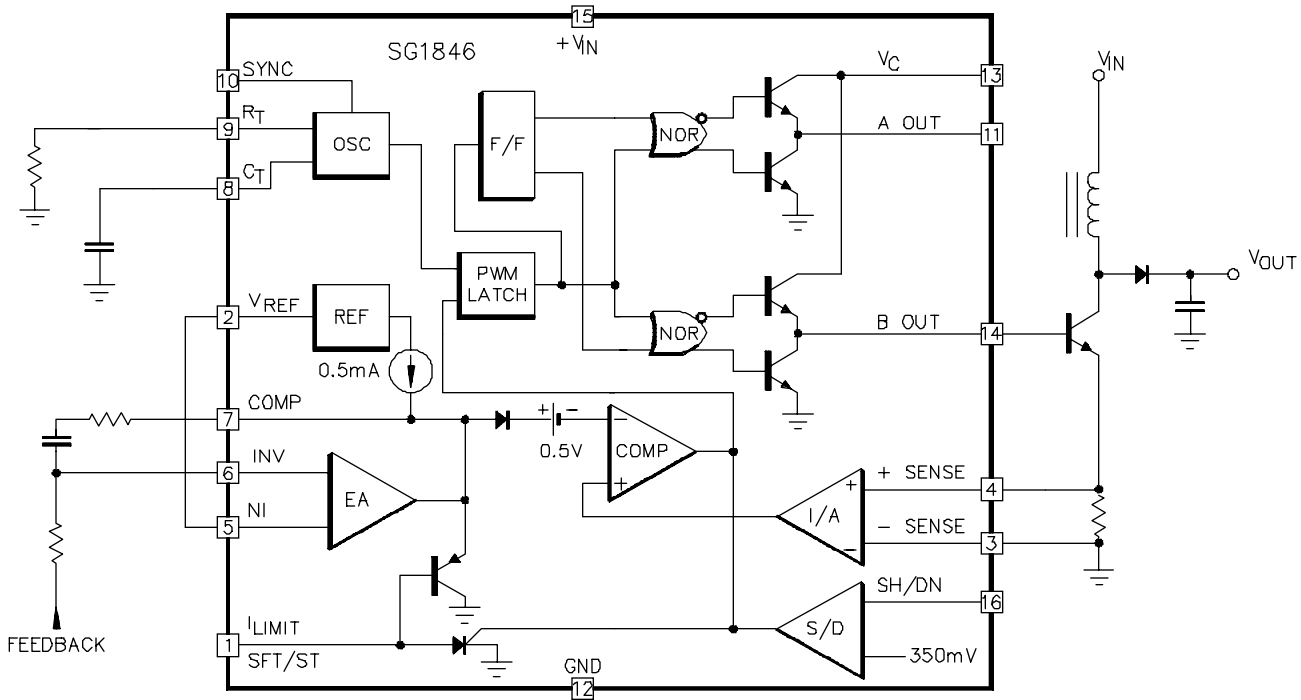 15
+VIN
SG1846
10
SYNC
VC
13
VIN
RT
9
OSC
F/F
NOR
A OUT
11
CT
8
PWM
LATCH
VOUT
VREF
2
REF
0.5mA
NOR
B OUT
14
COMP
7
+ -
0.5V
-
COMP
+
INV
6
EA
NI
5
+ SENSE
4
+
I/A
-
- SENSE
3
SH/DN
16
S/D
350mV
FEEDBACK
1
ILIMIT
SFT/ST
GND
12